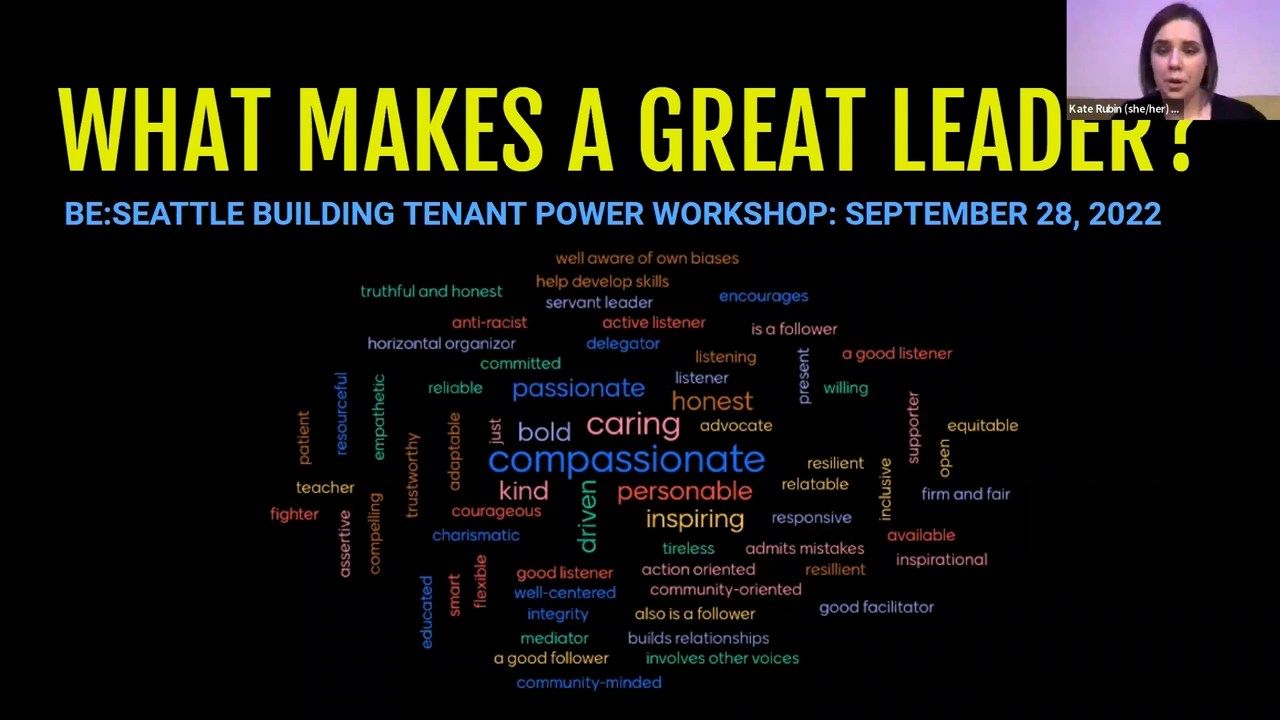 Kate Rubin (she/her) ...
WHAT MAKES A GREAT LEADER?
BE:SEATTLE BUILDING TENANT POWER WORKSHOP: SEPTEMBER 28, 2022
well aware of own biases
help develop skills
truthful and honest
servant leader
encourages
anti-racist
active listener
is a follower
horizontal organizor
delegator
committed
listening
a good listener
reliable
passionate
listener
present
willing
resourceful
empathetic
honest
patient
adaptable
just
bold
caring
advocate
supporter
equitable
trustworthy
compassionate
resilient
open
teacher
kind
personable
relatable
inclusive
firm and fair
fighter
assertive
compelling
courageous
driven
inspiring
responsive
charismatic
tireless
admits mistakes
available
inspirational
educated
smart
flexible
good listener
action oriented
resillient
well-centered
community-oriented
integrity
also is a follower
good facilitator
mediator
builds relationships
a good follower
involves other voices
community-minded